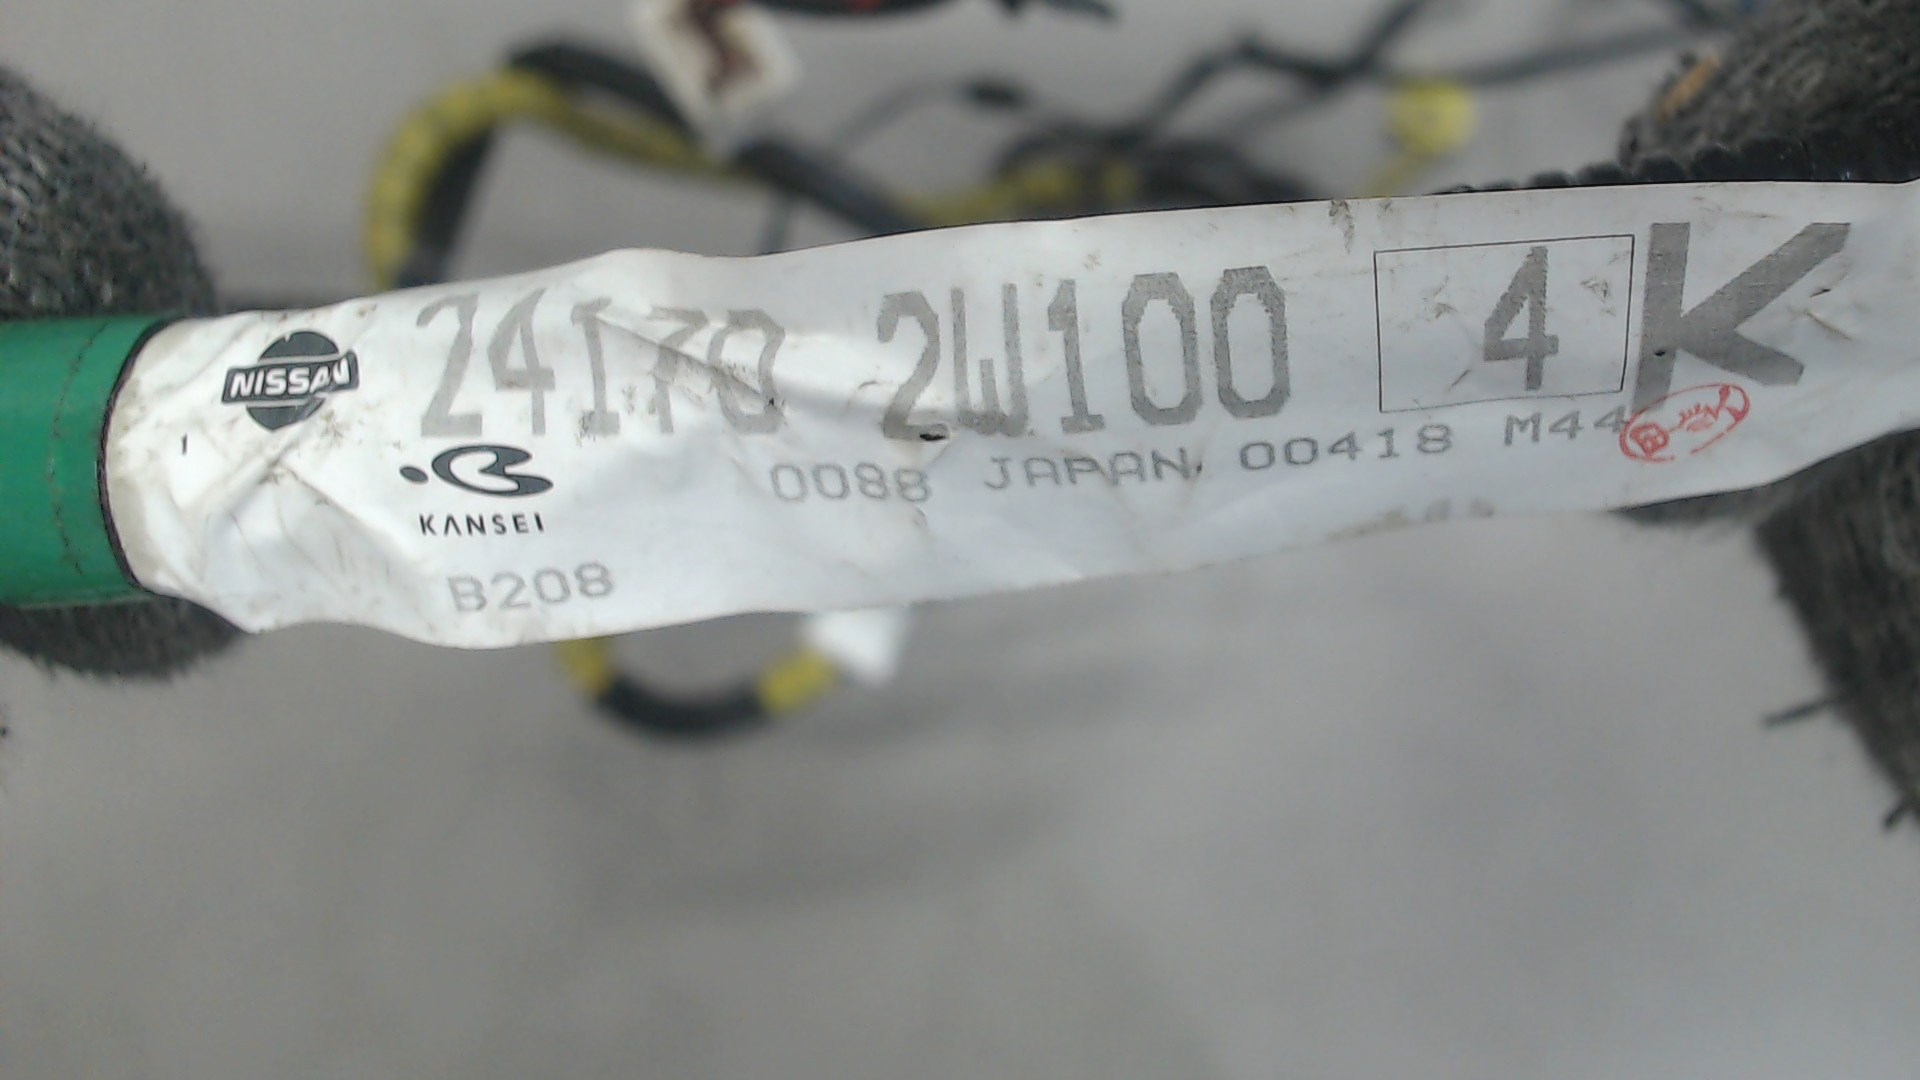 NISSAN 24170 2W100 4 K
KANSEI 0088 JAPAN 00418 M44
B208